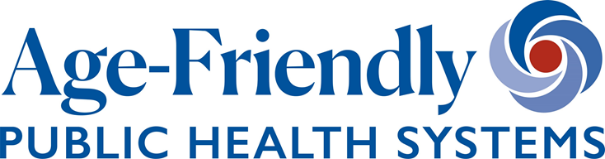 Age-Friendly
PUBLIC HEALTH SYSTEMS